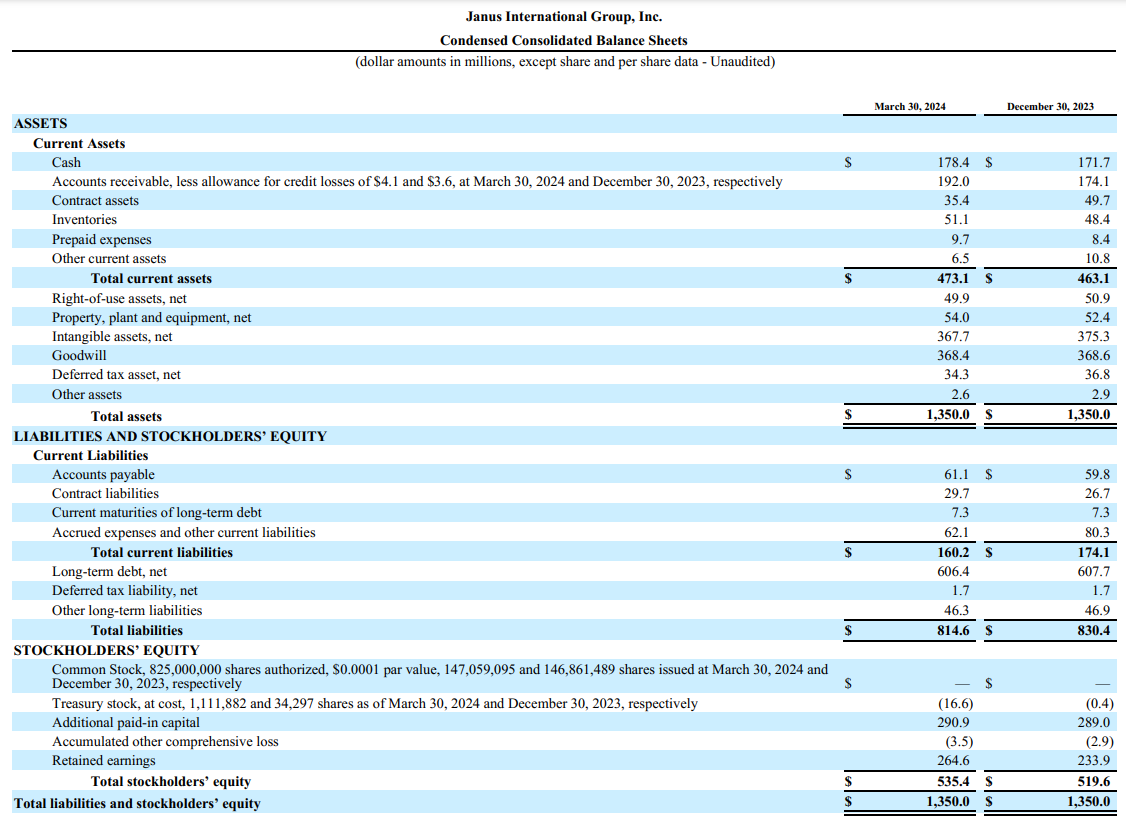 Janus International Group, Inc.
Condensed Consolidated Balance Sheets
(dollar amounts in millions, except share and per share data - Unaudited)
March 30, 2024 December 30, 2023
ASSETS
Current Assets
Cash $ 178.4 $ 171.7
Accounts receivable, less allowance for credit losses of $4.1 and $3.6, at March 30, 2024 and December 30, 2023, respectively 192.0 174.1
Contract assets 35.4 49.7
Inventories 51.1 48.4
Prepaid expenses 9.7 8.4
Other current assets 6.5 10.8
Total current assets $ 473.1 $ 463.1
Right-of-use assets, net 49.9 50.9
Property, plant and equipment, net 54.0 52.4
Intangible assets, net 367.7 375.3
Goodwill 368.4 368.6
Deferred tax asset, net 34.3 36.8
Other assets 2.6 2.9
Total assets $ 1,350.0 $ 1,350.0
LIABILITIES AND STOCKHOLDERS’ EQUITY
Current Liabilities
Accounts payable $ 61.1 $ 59.8
Contract liabilities 29.7 26.7
Current maturities of long-term debt 7.3 7.3
Accrued expenses and other current liabilities 62.1 80.3
Total current liabilities $ 160.2 $ 174.1
Long-term debt, net 606.4 607.7
Deferred tax liability, net 1.7 1.7
Other long-term liabilities 46.3 46.9
Total liabilities $ 814.6 $ 830.4
STOCKHOLDERS’ EQUITY
Common Stock, 825,000,000 shares authorized, $0.0001 par value, 147,059,095 and 146,861,489 shares issued at March 30, 2024 and
December 30, 2023, respectively $ — $ —
Treasury stock, at cost, 1,111,882 and 34,297 shares as of March 30, 2024 and December 30, 2023, respectively (16.6) (0.4)
Additional paid-in capital 290.9 289.0
Accumulated other comprehensive loss (3.5) (2.9)
Retained earnings 264.6 233.9
Total stockholders’ equity $ 535.4 $ 519.6
Total liabilities and stockholders’ equity $ 1,350.0 $ 1,350.0